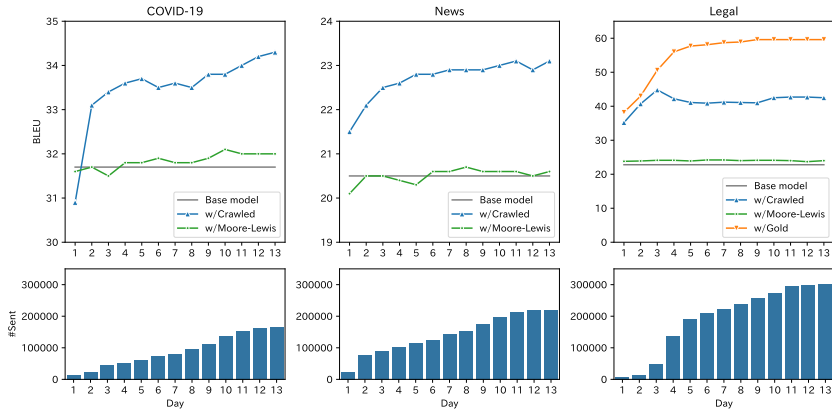 COVID-19
35
34
33
32
31
30
BLEU
Base model
w/Crawled
w/Moore-Lewis
1 2 3 4 5 6 7 8 9 10 11 12 13
News
24
23
22
21
20
19
Base model
w/Crawled
w/Moore-Lewis
1 2 3 4 5 6 7 8 9 10 11 12 13
Legal
60
50
40
30
20
10
0
Base model
w/Crawled
w/Moore-Lewis
w/Gold
1 2 3 4 5 6 7 8 9 10 11 12 13
300000
200000
100000
0
#Sent
1 2 3 4 5 6 7 8 9 10 11 12 13
Day
300000
200000
100000
0
1 2 3 4 5 6 7 8 9 10 11 12 13
Day
300000
200000
100000
0
1 2 3 4 5 6 7 8 9 10 11 12 13
Day